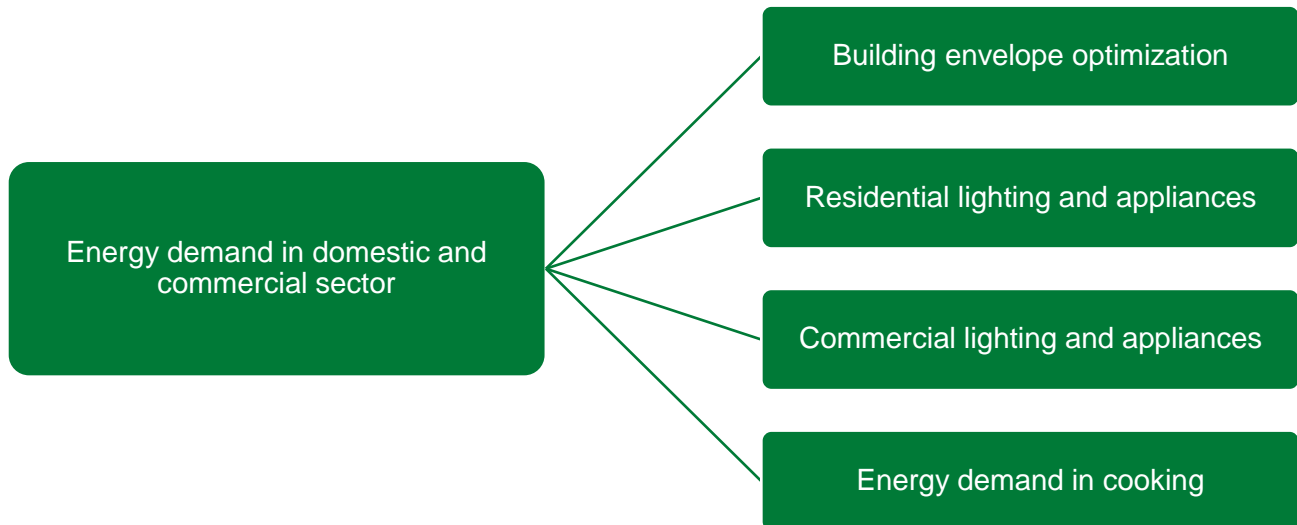 Energy demand in domestic and
commercial sector
Building envelope optimization
Residential lighting and appliances
Commercial lighting and appliances
Energy demand in cooking